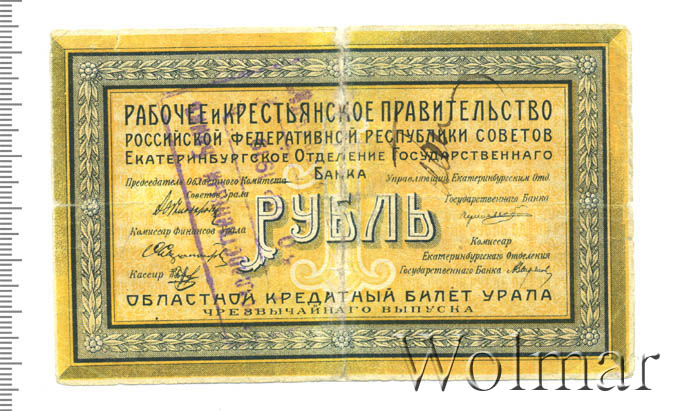 РАБОЧЕЕ И КРЕСТЬЯНСКОЕ ПРАВИТЕЛЬСТВО
РОССИЙСКОЙ ФЕДЕРАТИВНОЙ РЕСПУБЛИКИ СОВЕТОВ
ЕКАТЕРИНБУРГСКОЕ ОТДЕЛЕНИЕ ГОСУДАРСТВЕННАГО
БАНКА
Председатель Областного Комитета
Советов Урала
Управляющий Екатеринбургским Отд.
Государственнаго Банка
РУБЛЬ
Комиссар Финансов Урала
Комиссар
Екатеринбургского Отделения
Государственнаго Банка
Кассир
ОБЛАСТНОЙ КРЕДИТНЫЙ БИЛЕТ УРАЛА
ЧРЕЗВЫЧАЙНАГО ВЫПУСКА
Wolmar